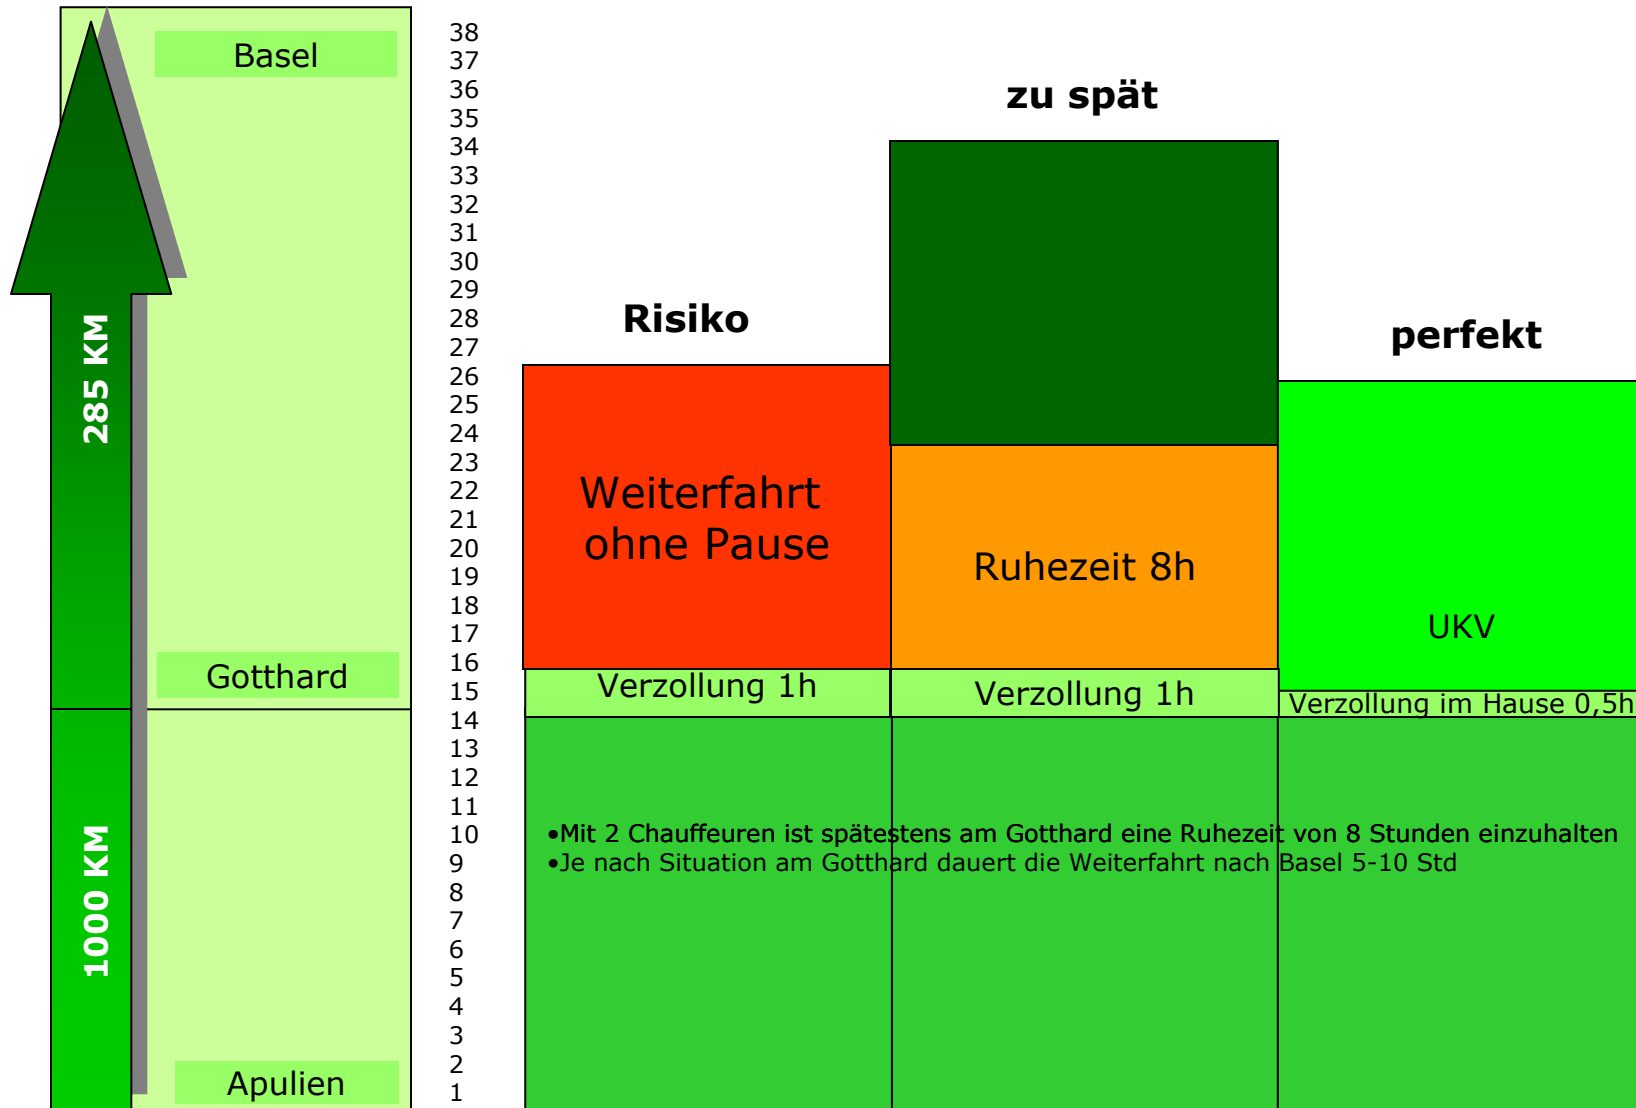 Basel
Gotthard
Apulien
285 KM
1000 KM
38
37
36
35
34
33
32
31
30
29
28
27
26
25
24
23
22
21
20
19
18
17
16
15
14
13
12
11
10
9
8
7
6
5
4
3
2
1
Risiko
Weiterfahrt
ohne Pause
Verzollung 1h
zu spät
Ruhezeit 8h
Verzollung 1h
perfekt
UKV
Verzollung im Hause 0,5h
•Mit 2 Chauffeuren ist spätestens am Gotthard eine Ruhezeit von 8 Stunden einzuhalten
•Je nach Situation am Gotthard dauert die Weiterfahrt nach Basel 5-10 Std